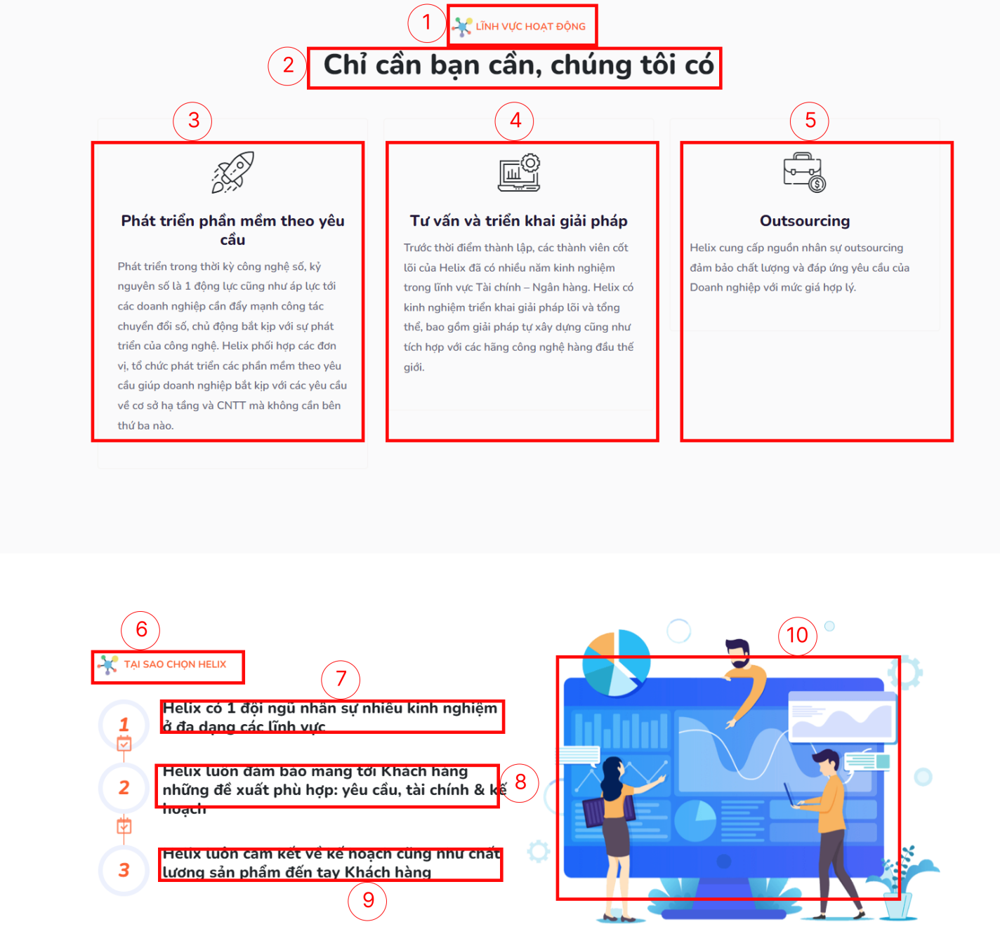 1
LĨNH VỰC HOẠT ĐỘNG
2
Chỉ cần bạn cần, chúng tôi có
3
Phát triển phần mềm theo yêu
cầu
Phát triển trong thời kỳ công nghệ số, kỷ
nguyên số là 1 động lực cũng như áp lực tới
các doanh nghiệp cần đẩy mạnh công tác
chuyển đổi số, chủ động bắt kịp với sự phát
triển của công nghệ. Helix phối hợp các đơn
vị, tổ chức phát triển các phần mềm theo yêu
cầu giúp doanh nghiệp bắt kịp với các yêu cầu
về cơ sở hạ tầng và CNTT mà không cần bên
thứ ba nào.
4
Tư vấn và triển khai giải pháp
Trước thời điểm thành lập, các thành viên cốt
lõi của Helix đã có nhiều năm kinh nghiệm
trong lĩnh vực Tài chính – Ngân hàng. Helix có
kinh nghiệm triển khai giải pháp lõi và tổng
thể, bao gồm giải pháp tự xây dựng cũng như
tích hợp với các hãng công nghệ hàng đầu thế
giới.
5
Outsourcing
Helix cung cấp nguồn nhân sự outsourcing
đảm bảo chất lượng và đáp ứng yêu cầu của
Doanh nghiệp với mức giá hợp lý.
6
TẠI SAO CHỌN HELIX
7
1
Helix có 1 đội ngũ nhân sự nhiều kinh nghiệm
ở đa dạng các lĩnh vực
8
2
Helix luôn đảm bảo mang tới Khách hàng
những đề xuất phù hợp: yêu cầu, tài chính & kế
hoạch
3
Helix luôn cam kết về kế hoạch cũng như chất
lượng sản phẩm đến tay Khách hàng
9
10